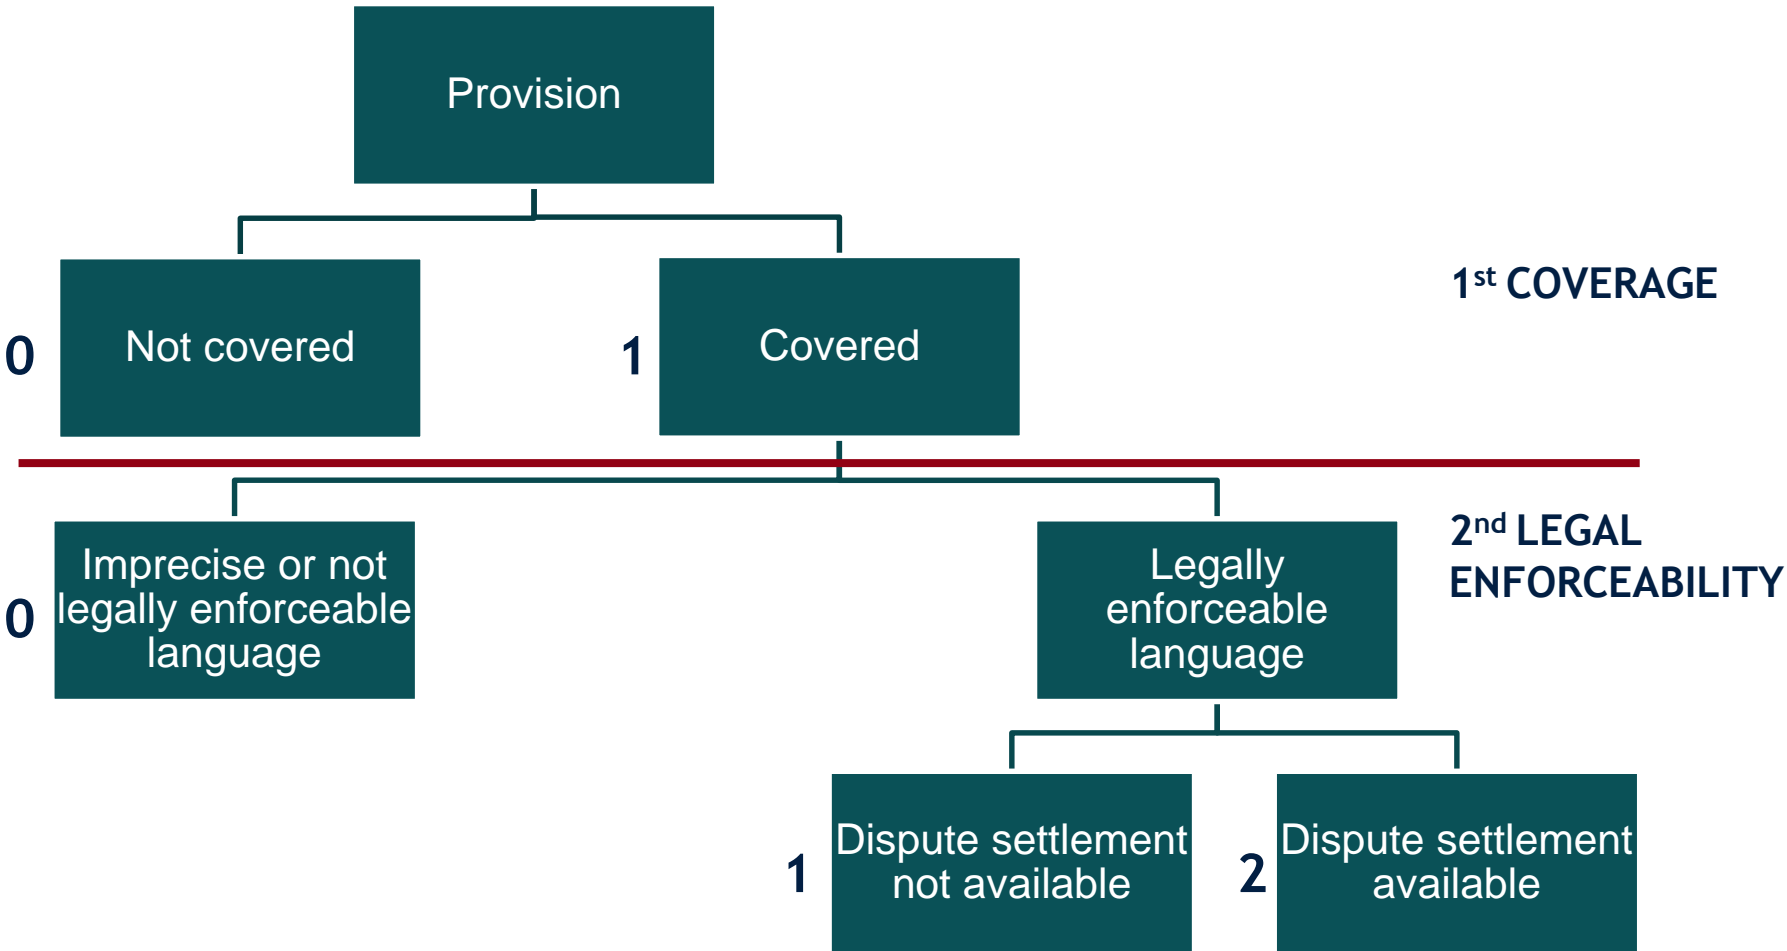 Provision
1st COVERAGE
0
Not covered
1
Covered
2nd LEGAL
ENFORCEABILITY
0
Imprecise or not
legally enforceable
language
Legally
enforceable
language
1
Dispute settlement
not available
2
Dispute settlement
available